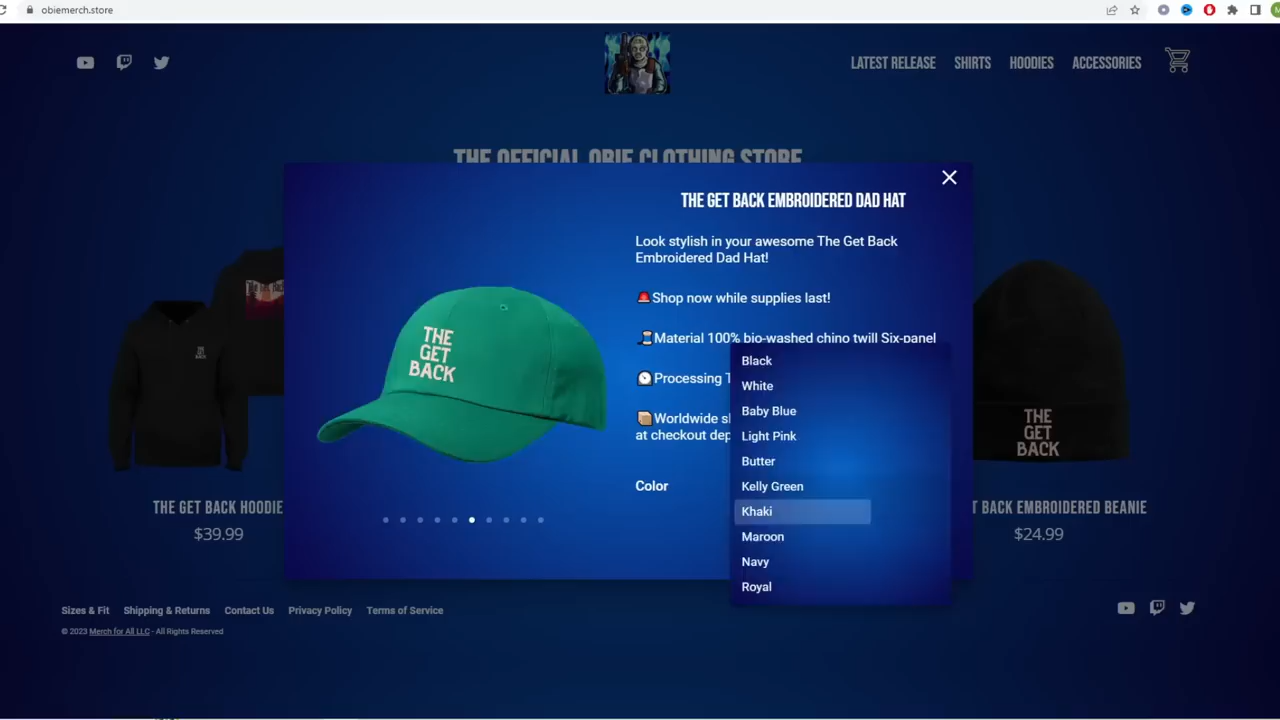 obiemerch.store
LATEST RELEASE SHIRTS HOODIES ACCESSORIES
THE OFFICIAL OBIE CLOTHING STORE
THE GET BACK EMBROIDERED DAD HAT
Look stylish in your awesome The Get Back
Embroidered Dad Hat!
🚨Shop now while supplies last!
Material 100% bio-washed chino twill Six-panel
Processing
Worldwide
at checkout
Color
Black
White
Baby Blue
Light Pink
Butter
Kelly Green
Khaki
Maroon
Navy
Royal
THE
GET
BACK
THE
GET
BACK
THE GET BACK HOODIE
$39.99
BACK EMBROIDERED BEANIE
$24.99
Sizes & Fit Shipping & Returns Contact Us Privacy Policy Terms of Service
© 2023 Merch for All LLC - All Rights Reserved